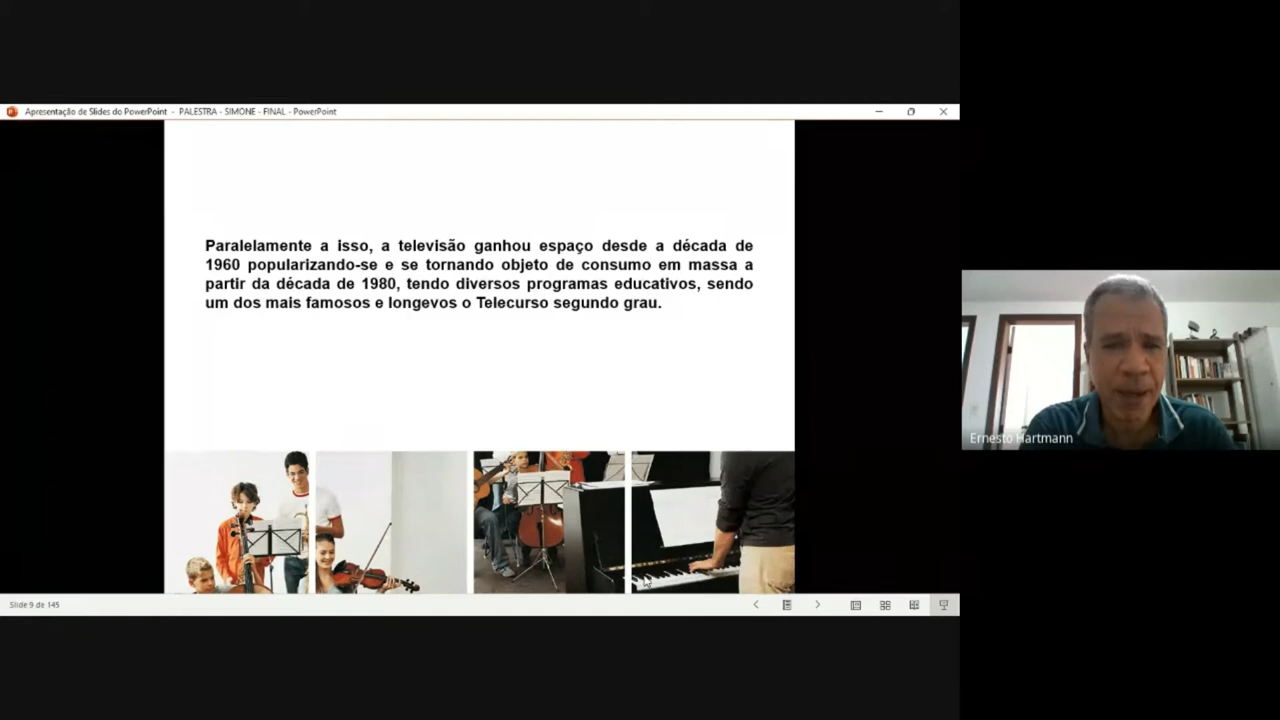 Apresentação de Slides do PowerPoint - PALESTRA - SIMONE - FINAL - PowerPoint
Paralelamente a isso, a televisão ganhou espaço desde a década de
1960 popularizando-se e se tornando objeto de consumo em massa a
partir da década de 1980, tendo diversos programas educativos, sendo
um dos mais famosos e longevos o Telecurso segundo grau.
Ernesto Hartmann
Slide 9 de 145